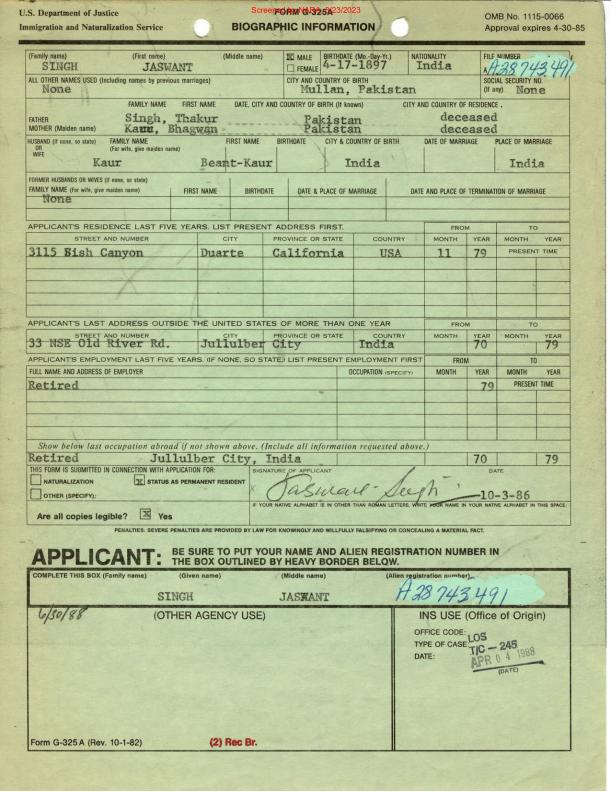 Screened by NARA, 9/23/2023
U.S. Department of Justice
Immigration and Naturalization Service
FORM G-325A
BIOGRAPHIC INFORMATION
OMB No. 1115-0066
Approval expires 4-30-85
(Family name) (First name) (Middle name)
SINGH JASWANT
X MALE
FEMALE
BIRTHDATE (Mo.-Day-Yr.)
4-17-1897
NATIONALITY
India
FILE NUMBER
A28 743 491
ALL OTHER NAMES USED (Including names by previous marriages)
None
CITY AND COUNTRY OF BIRTH
Mullan, Pakistan
SOCIAL SECURITY NO.
(If any) None
FAMILY NAME FIRST NAME DATE, CITY AND COUNTRY OF BIRTH (If known) CITY AND COUNTRY OF RESIDENCE
FATHER Singh, Thakur Pakistan deceased
MOTHER (Maiden name) Kaur, Bhagwan Pakistan deceased
HUSBAND (If none, so state) OR WIFE
FAMILY NAME (For wife, give maiden name) FIRST NAME BIRTHDATE CITY & COUNTRY OF BIRTH DATE OF MARRIAGE PLACE OF MARRIAGE
Kaur Beant-Kaur India India
FORMER HUSBANDS OR WIVES (if none, so state)
FAMILY NAME (For wife, give maiden name) FIRST NAME BIRTHDATE DATE & PLACE OF MARRIAGE DATE AND PLACE OF TERMINATION OF MARRIAGE
None
APPLICANT'S RESIDENCE LAST FIVE YEARS. LIST PRESENT ADDRESS FIRST. FROM TO
STREET AND NUMBER CITY PROVINCE OR STATE COUNTRY MONTH YEAR MONTH YEAR
3115 Bish Canyon Duarte California USA 11 79 PRESENT TIME
APPLICANT'S LAST ADDRESS OUTSIDE THE UNITED STATES OF MORE THAN ONE YEAR FROM TO
STREET AND NUMBER CITY PROVINCE OR STATE COUNTRY MONTH YEAR MONTH YEAR
33 NSE Old River Rd. Jullulber City India 70 79
APPLICANT'S EMPLOYMENT LAST FIVE YEARS. (IF NONE, SO STATE) LIST PRESENT EMPLOYMENT FIRST FROM TO
FULL NAME AND ADDRESS OF EMPLOYER OCCUPATION (SPECIFY) MONTH YEAR MONTH YEAR
Retired 79 PRESENT TIME
Show below last occupation abroad if not shown above. (Include all information requested above.)
Retired Jullulber City, India 70 79
THIS FORM IS SUBMITTED IN CONNECTION WITH APPLICATION FOR:
NATURALIZATION X STATUS AS PERMANENT RESIDENT
OTHER (SPECIFY):
SIGNATURE OF APPLICANT DATE
Jaswant Singh 10-3-86
IF YOUR NATIVE ALPHABET IS IN OTHER THAN ROMAN LETTERS, WRITE YOUR NAME IN YOUR NATIVE ALPHABET IN THIS SPACE.
Are all copies legible? X Yes
PENALTIES: SEVERE PENALTIES ARE PROVIDED BY LAW FOR KNOWINGLY AND WILLFULLY FALSIFYING OR CONCEALING A MATERIAL FACT.
APPLICANT: BE SURE TO PUT YOUR NAME AND ALIEN REGISTRATION NUMBER IN
THE BOX OUTLINED BY HEAVY BORDER BELOW.
COMPLETE THIS BOX (Family name) (Given name) (Middle name) (Alien registration number)
SINGH JASWANT A28 743 491
6/30/88
(OTHER AGENCY USE)
INS USE (Office of Origin)
OFFICE CODE: LOS
TYPE OF CASE: T/C - 245
DATE: APR 04 1988
(DATE)
Form G-325A (Rev. 10-1-82)
(2) Rec Br.